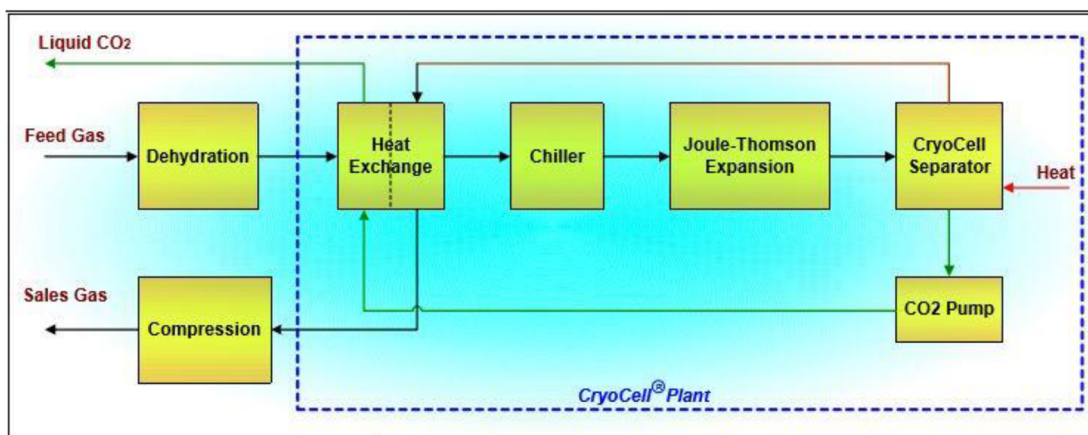 Liquid CO2
Feed Gas
Dehydration
Heat
Exchange
Chiller
Joule-Thomson
Expansion
CryoCell
Separator
Heat
Sales Gas
Compression
CO2 Pump
CryoCell®Plant